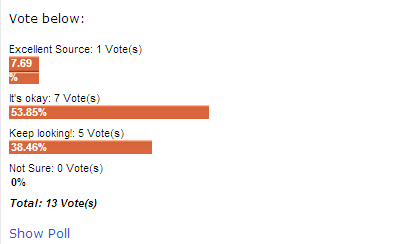 Vote below:
Excellent Source: 1 Vote(s)
7.69
%
It's okay: 7 Vote(s)
53.85%
Keep looking!: 5 Vote(s)
38.46%
Not Sure: 0 Vote(s)
0%
Total: 13 Vote(s)
Show Poll